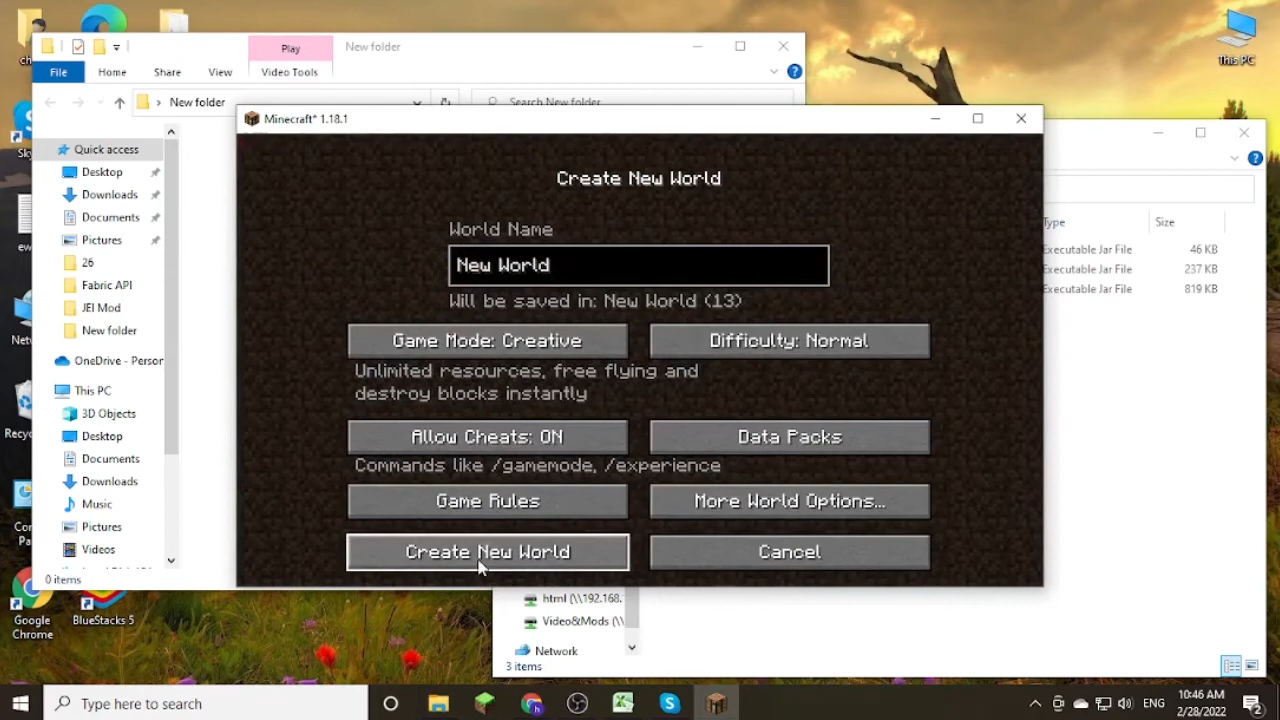 This PC
Play
New folder
File
Home
Share
View
Video Tools
New folder
Search New folder
Minecraft* 1.18.1
Quick access
Desktop
Downloads
Documents
Pictures
26
Fabric API
JEI Mod
New folder
OneDrive - Person
This PC
3D Objects
Desktop
Documents
Downloads
Music
Pictures
Videos
0 items
Create New World
World Name
New World
Will be saved in: New World (13)
Game Mode: Creative
Difficulty: Normal
Unlimited resources, free flying and
destroy blocks instantly
Allow Cheats: ON
Data Packs
Commands like /gamemode, /experience
Game Rules
More World Options...
Create New World
Cancel
Type
Size
Executable Jar File
46 KB
Executable Jar File
237 KB
Executable Jar File
819 KB
html (\\192.168.
Video&Mods (\\
Network
3 items
Google
Chrome
BlueStacks 5
Type here to search
ENG
10:46 AM
2/28/2022
2